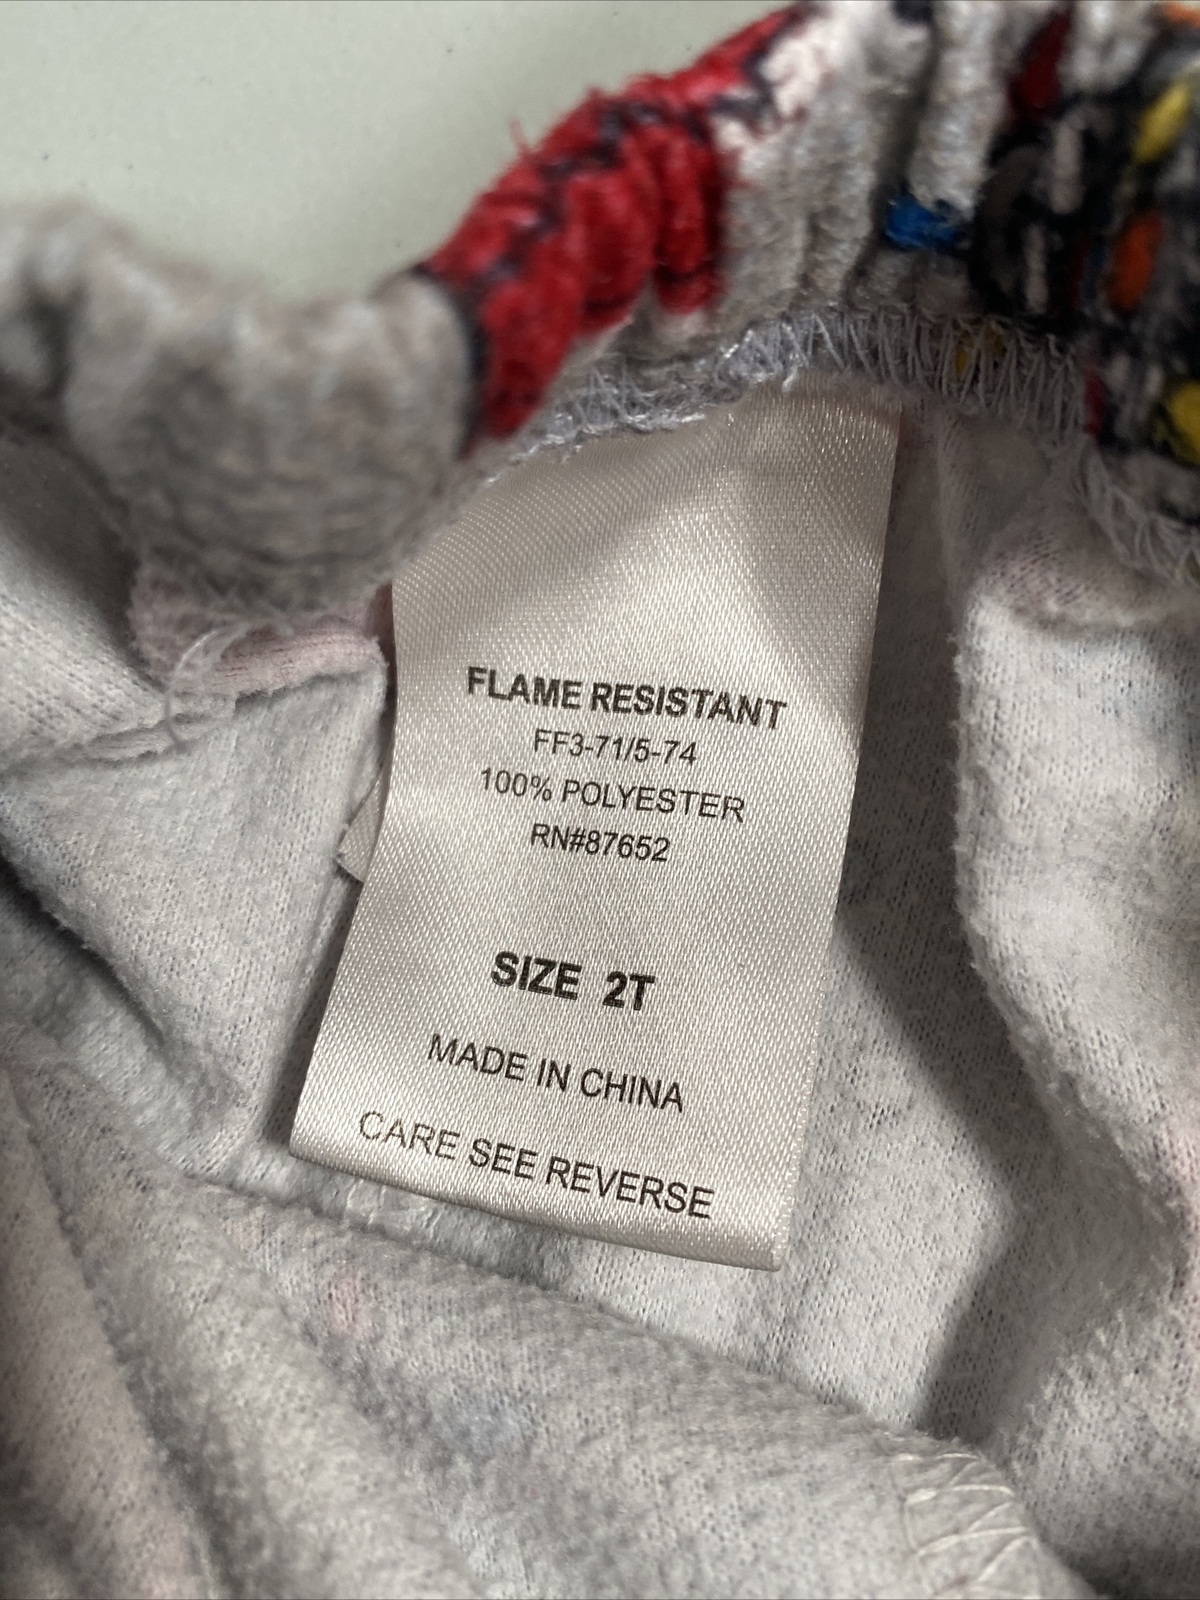 FLAME RESISTANT
FF3-71/5-74
100% POLYESTER
RN#87652
SIZE 2T
MADE IN CHINA
CARE SEE REVERSE